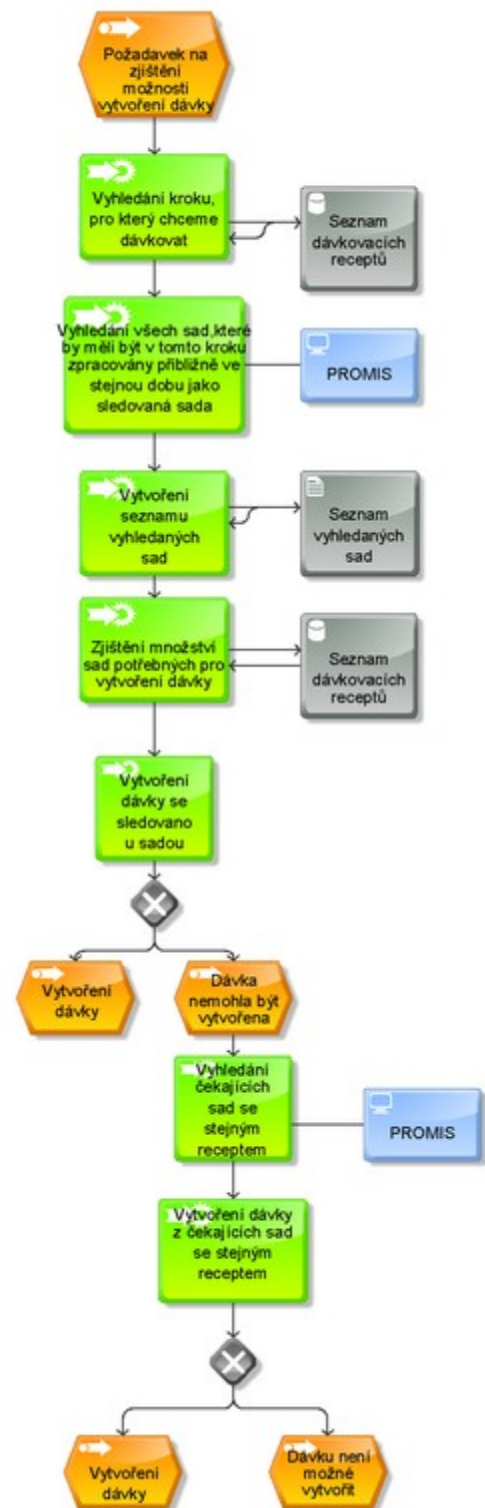 Požadavek na
zjištění
možnosti
vytvoření dávky
Vyhledání kroku,
pro který chceme
dávkovat
Seznam
dávkovacích
receptů
Vyhledání všech sad,které
by měli být v tomto kroku
zpracovány přibližně ve
stejnou dobu jako
sledovaná sada
PROMIS
Vytvoření
seznamu
vyhledaných
sad
Seznam
vyhledaných
sad
Zjištění množství
sad potřebných pro
vytvoření dávky
Seznam
dávkovacích
receptů
Vytvoření
dávky se
sledovano
u sadou
Vytvoření
dávky
Dávka
nemohla být
vytvořena
Vyhledání
čekajících
sad se
stejným
receptem
PROMIS
Vytvoření dávky
z čekajících sad
se stejným
receptem
Vytvoření
dávky
Dávku není
možné
vytvořit